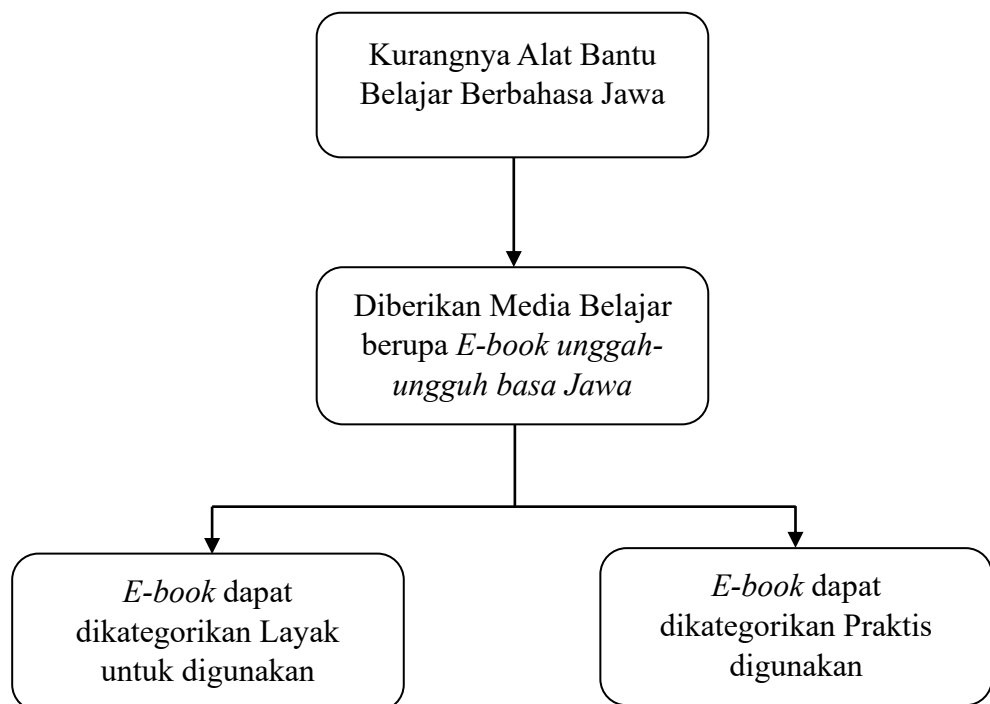 Kurangnya Alat Bantu
Belajar Berbahasa Jawa
Diberikan Media Belajar
berupa E-book unggah-
ungguh basa Jawa
E-book dapat
dikategorikan Layak
untuk digunakan
E-book dapat
dikategorikan Praktis
digunakan